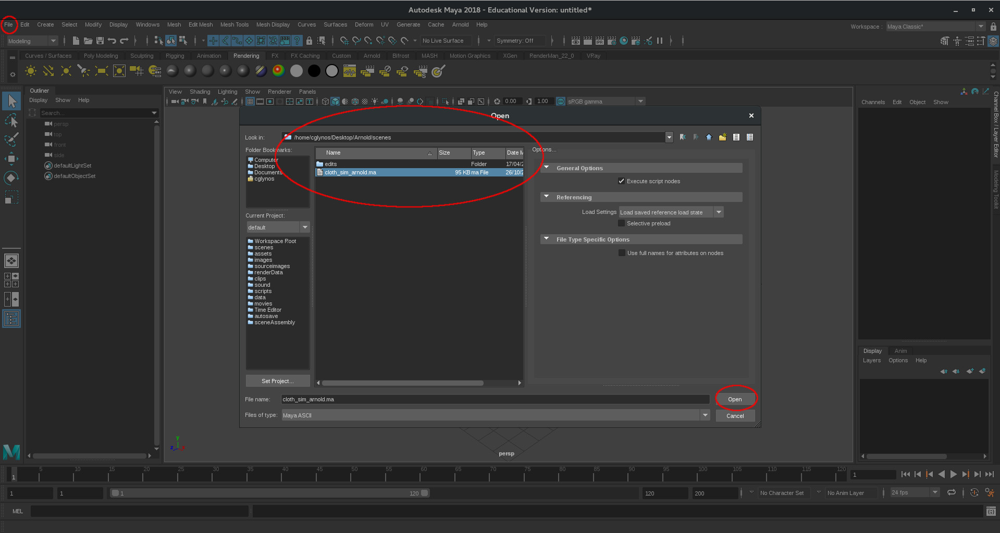 Autodesk Maya 2018 - Educational Version: untitled*
File Edit Create Select Modify Display Windows Mesh Edit Mesh Mesh Tools Mesh Display Curves Surfaces Deform UV Generate Cache Arnold Help
Workspace : Maya Classic*
Modeling No Live Surface Symmetry: Off IPR
Curves / Surfaces Poly Modeling Sculpting Rigging Animation Rendering FX FX Caching Custom Arnold Bifrost MASH Motion Graphics XGen RenderMan_22_0 VRay
Outliner
Display Show Help
Search...
persp
top
front
side
defaultLightSet
defaultObjectSet
View Shading Lighting Show Renderer Panels
0.00 1.00 sRGB gamma
Open
Look in: /home/cglynos/Desktop/Arnold/scenes
Folder Bookmarks:
Computer
Desktop
Documents
cglynos
Name Size Type Date M
edits Folder 17/04/2
cloth_sim_arnold.ma 95 KB ma File 26/10/2
Current Project:
default
Workspace Root
scenes
assets
images
sourceimages
renderData
clips
sound
scripts
data
movies
Time Editor
autosave
sceneAssembly
Set Project...
Options...
General Options
Execute script nodes
Referencing
Load Settings Load saved reference load state
Selective preload
File Type Specific Options
Use full names for attributes on nodes
File name: cloth_sim_arnold.ma
Open
Files of type: Maya ASCII
Cancel
y
z x
persp
Channels Edit Object Show
Channel Box / Layer Editor
Modeling Toolkit
Display Anim
Layers Options Help
1 5 10 15 20 25 30 35 40 45 50 55 60 65 70 75 80 85 90 95 100 105 110 115 120
1
1 1 1 120 120 200 No Character Set No Anim Layer 24 fps
MEL